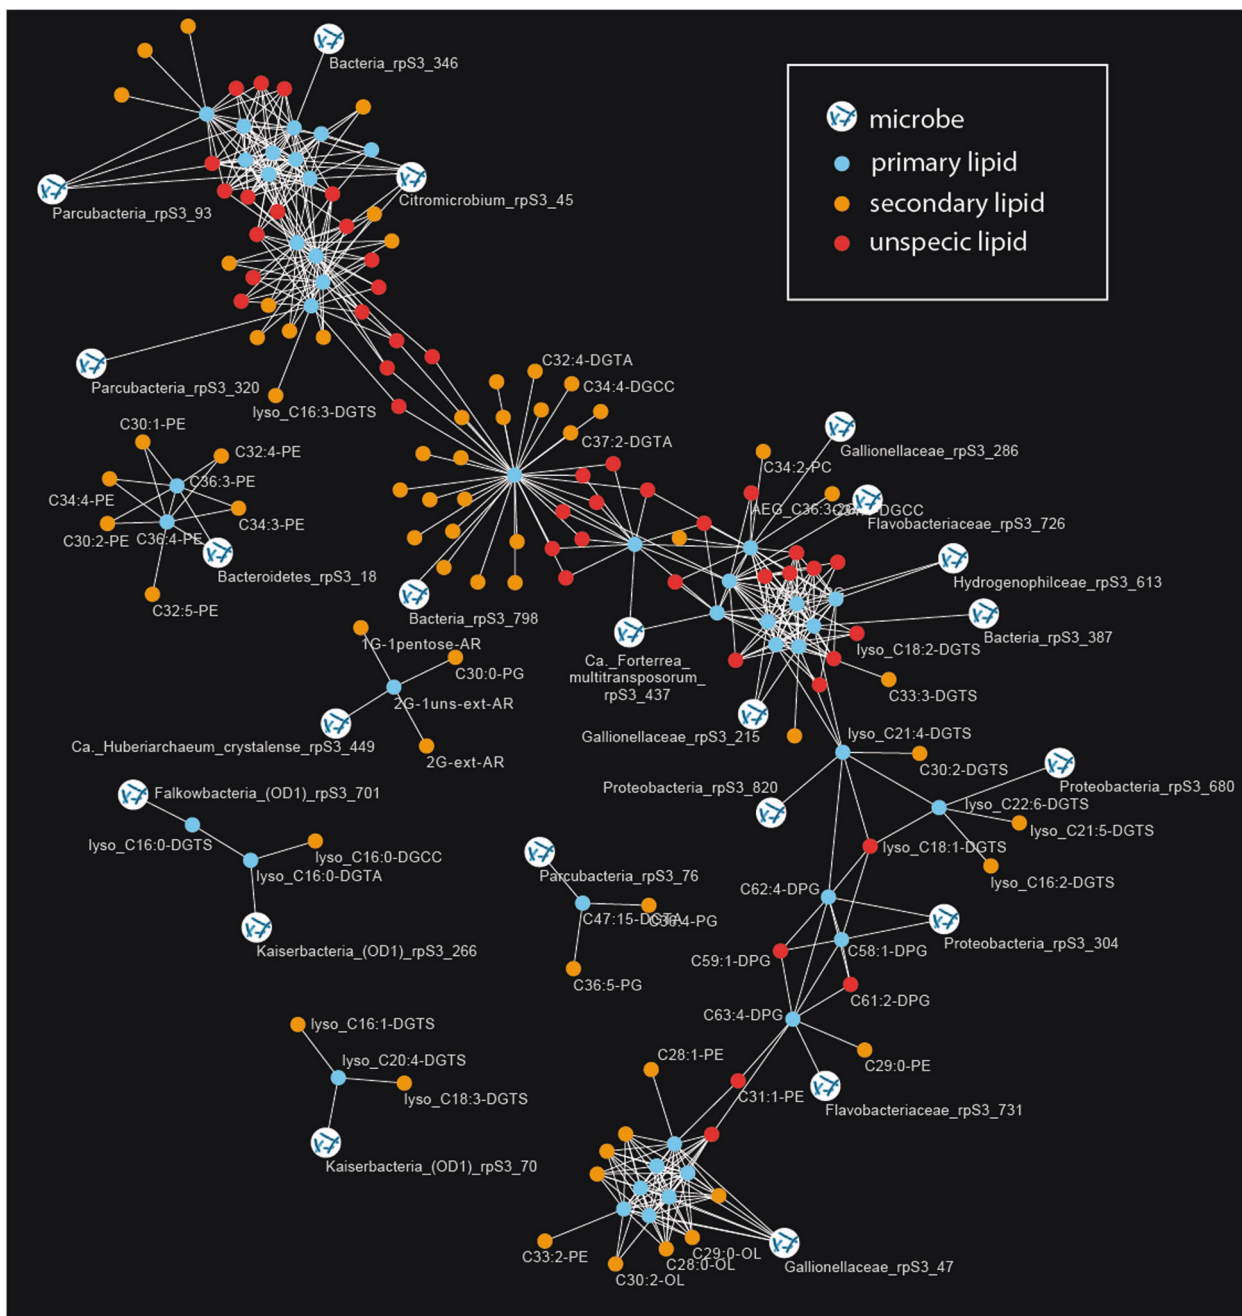 Bacteria_rpS3_346
microbe
primary lipid
secondary lipid
unspecic lipid
Parcubacteria_rpS3_93
Citromicrobium_rpS3_45
Parcubacteria_rpS3_320
lyso_C16:3-DGTS
C32:4-DGTA
C34:4-DGCC
C37:2-DGTA
C30:1-PE
C32:4-PE
C36:3-PE
C34:4-PE
C34:3-PE
C30:2-PE
C36:4-PE
Bacteroidetes_rpS3_18
C32:5-PE
Gallionellaceae_rpS3_286
C34:2-PC
Flavobacteriaceae_rpS3_726
Hydrogenophilceae_rpS3_613
Bacteria_rpS3_387
Bacteria_rpS3_798
lyso_C18:2-DGTS
C33:3-DGTS
Ca._Forterrea_
multitransposorum_
rpS3_437
Gallionellaceae_rpS3_215
1G-1pentose-AR
C30:0-PG
2G-1uns-ext-AR
Ca._Huberiarchaeum_crystalense_rpS3_449
2G-ext-AR
lyso_C21:4-DGTS
C30:2-DGTS
Proteobacteria_rpS3_820
Proteobacteria_rpS3_680
lyso_C22:6-DGTS
lyso_C21:5-DGTS
lyso_C18:1-DGTS
lyso_C16:2-DGTS
Falkowbacteria_(OD1)_rpS3_701
lyso_C16:0-DGTS
lyso_C16:0-DGCC
lyso_C16:0-DGTA
Kaiserbacteria_(OD1)_rpS3_266
Parcubacteria_rpS3_76
C47:15-DGTA
C36:4-PG
C36:5-PG
C62:4-DPG
Proteobacteria_rpS3_304
C58:1-DPG
C59:1-DPG
C61:2-DPG
C63:4-DPG
C29:0-PE
C28:1-PE
C31:1-PE
Flavobacteriaceae_rpS3_731
lyso_C16:1-DGTS
lyso_C20:4-DGTS
lyso_C18:3-DGTS
Kaiserbacteria_(OD1)_rpS3_70
C33:2-PE
C29:0-OL
C28:0-OL
C30:2-OL
Gallionellaceae_rpS3_47